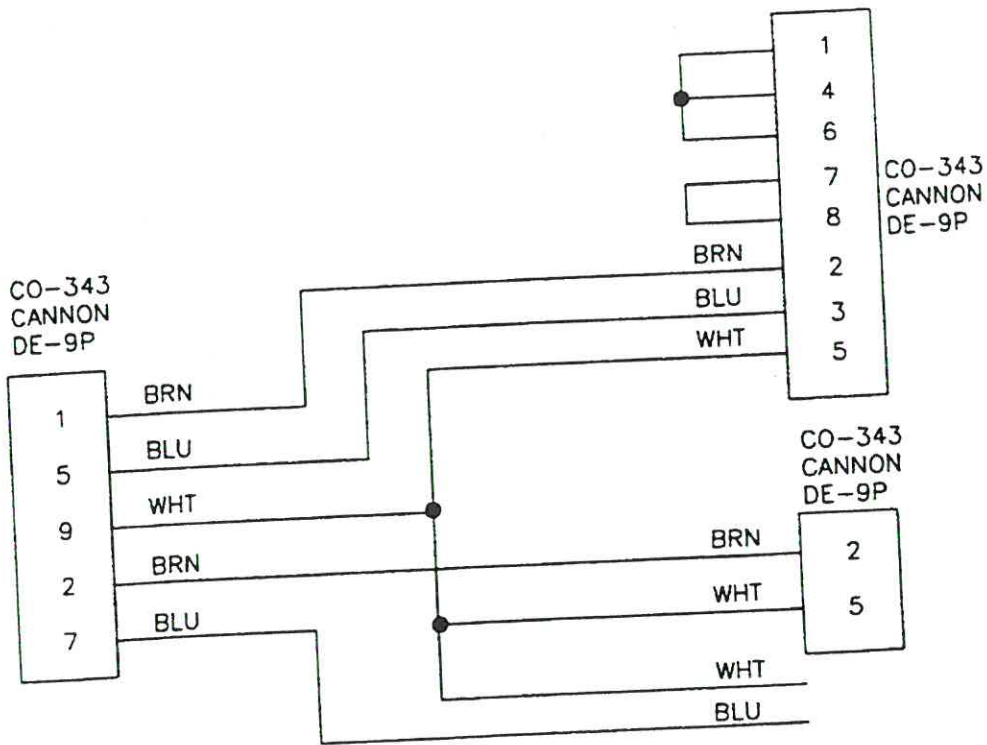 1
4
6
7
8
2
3
5
CO-343
CANNON
DE-9P
BRN
BLU
WHT
CO-343
CANNON
DE-9P
1
5
9
2
7
BRN
BLU
WHT
BRN
BLU
CO-343
CANNON
DE-9P
2
5
BRN
WHT
WHT
BLU